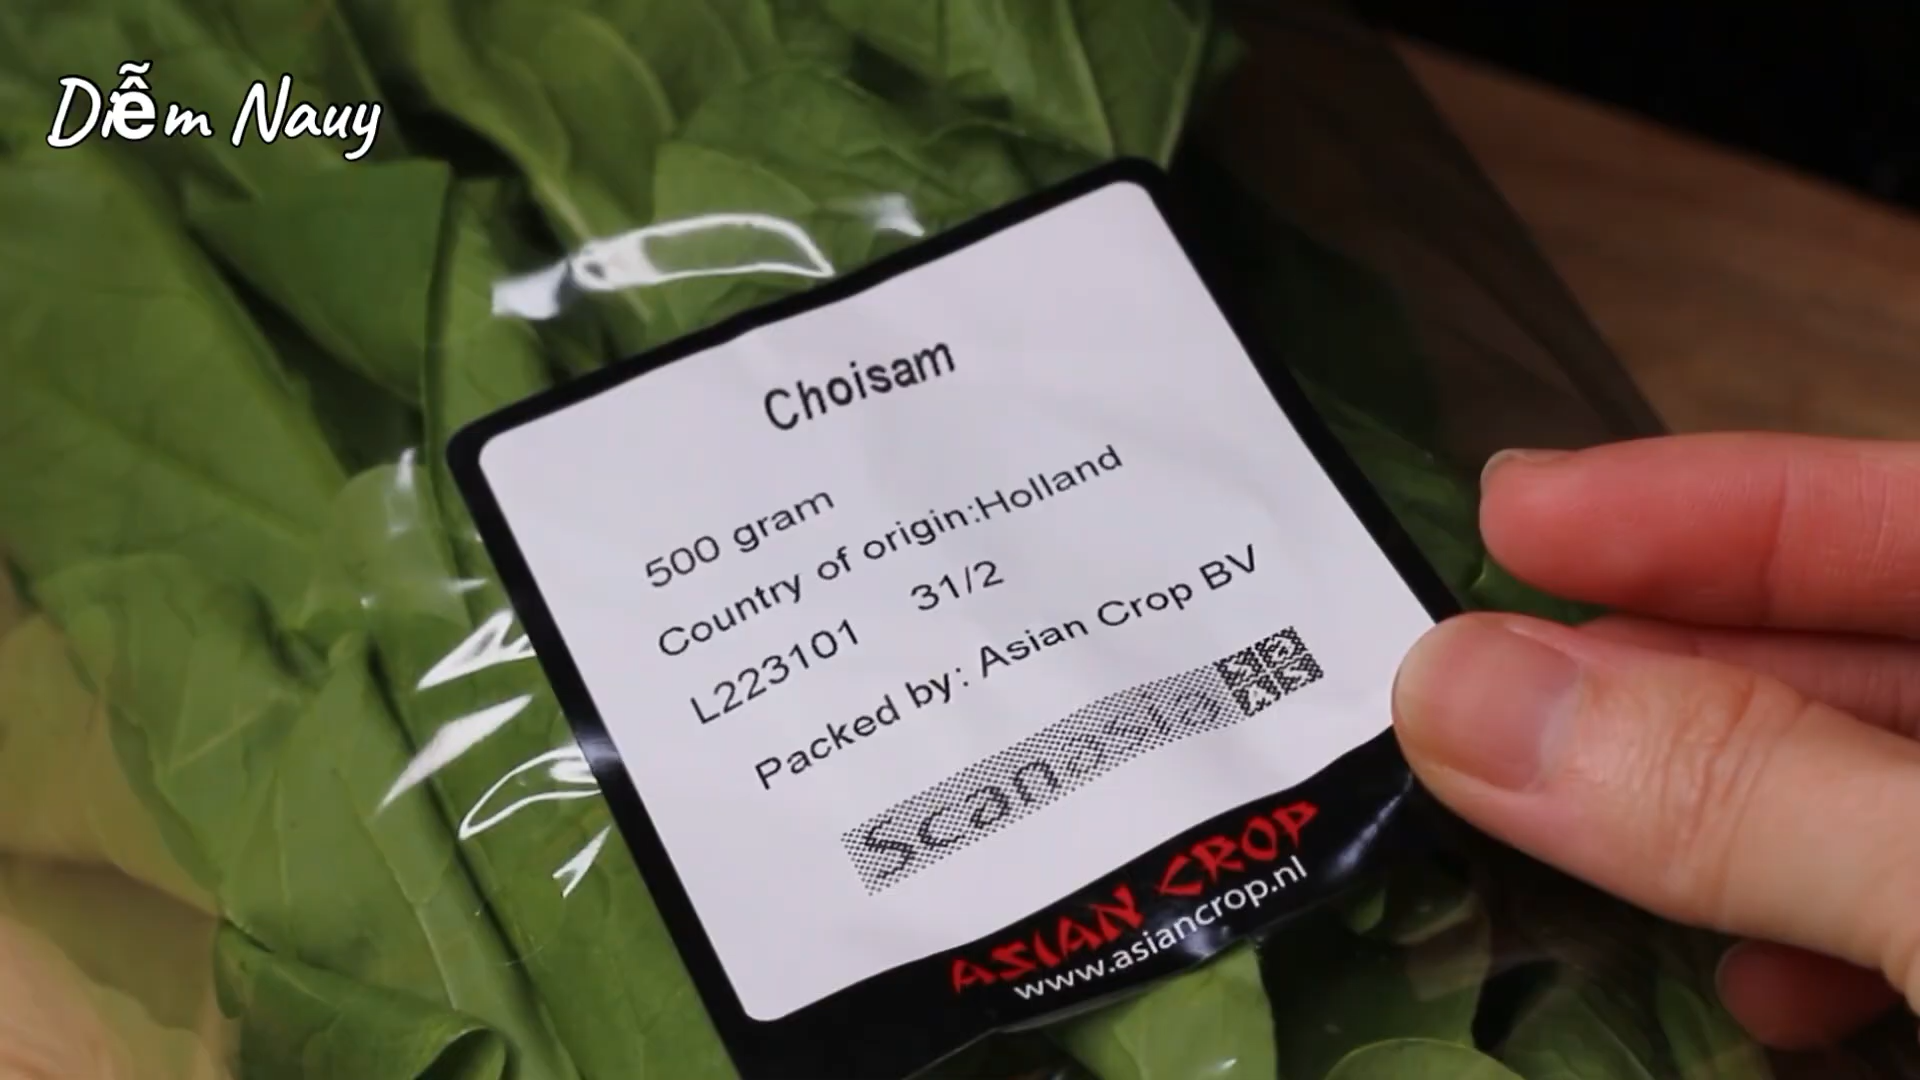 Diễm Nauy
Choisam
500 gram
Country of origin:Holland
L223101 31/2
Packed by: Asian Crop BV
Scanasia
ASIAN CROP
www.asiancrop.nl